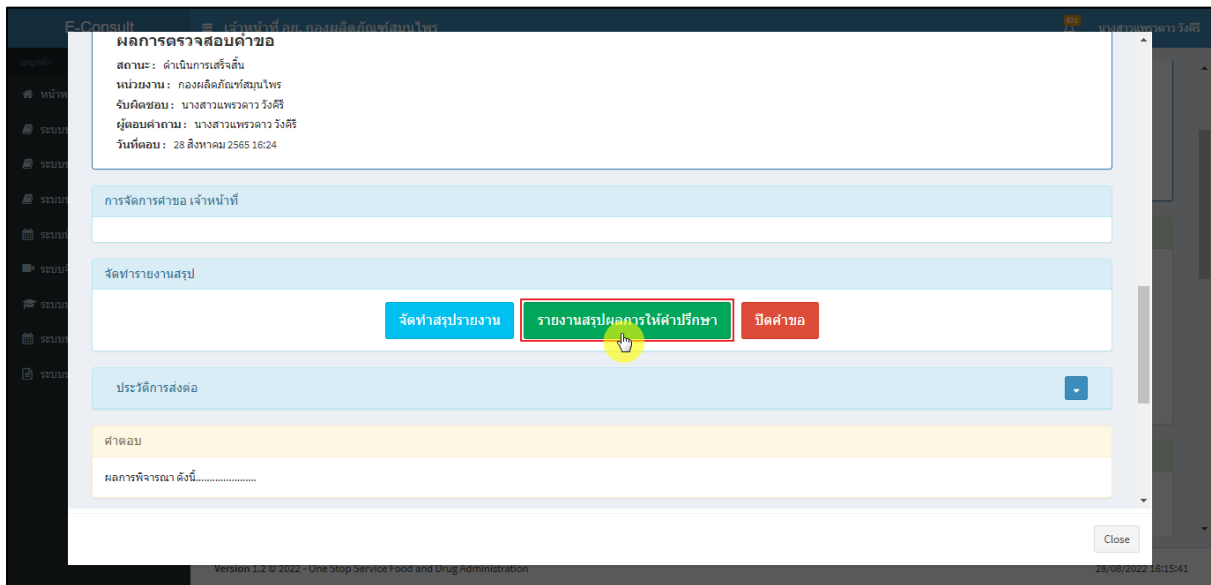 E-Consult
เจ้าหน้าที่ อย. กองผลิตภัณฑ์สมุนไพร
671
นางสาวแพรวดาว วังคีรี
เมนูหลัก
ผลการตรวจสอบคำขอ
สถานะ : ดำเนินการเสร็จสิ้น
หน่วยงาน : กองผลิตภัณฑ์สมุนไพร
รับผิดชอบ : นางสาวแพรวดาว วังคีรี
ผู้ตอบคำถาม : นางสาวแพรวดาว วังคีรี
วันที่ตอบ : 28 สิงหาคม 2565 16:24
การจัดการคำขอ เจ้าหน้าที่
จัดทำรายงานสรุป
จัดทำสรุปรายงาน รายงานสรุปผลการให้คำปรึกษา ปิดคำขอ
ประวัติการส่งต่อ
คำตอบ
ผลการพิจารณา ดังนี้......................
Close
Version 1.2 © 2022 - One Stop Service Food and Drug Administration
28/08/2022 16:15:41